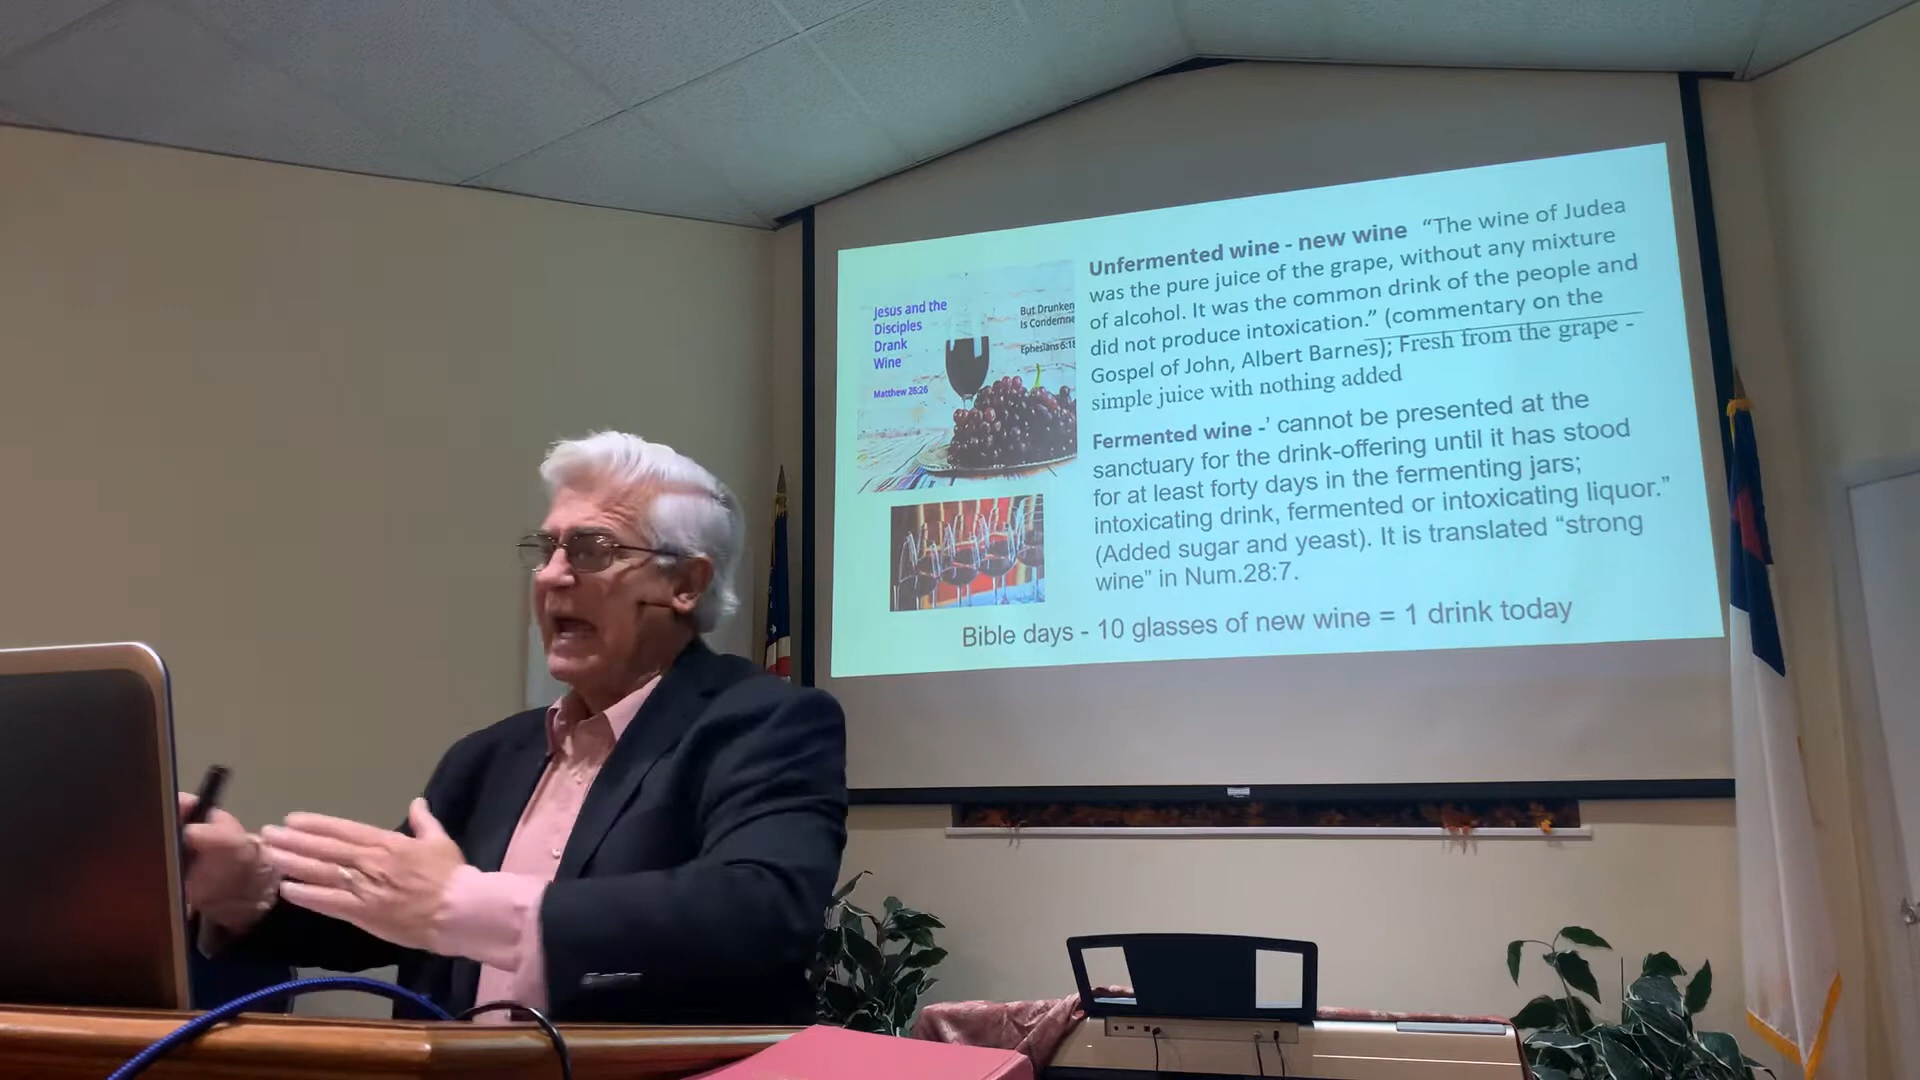 Jesus and the
Disciples
Drank
Wine
Matthew 26:26
But Drunken
Is Condemne
Ephesians 5:18
Unfermented wine - new wine “The wine of Judea
was the pure juice of the grape, without any mixture
of alcohol. It was the common drink of the people and
did not produce intoxication.” (commentary on the
Gospel of John, Albert Barnes); Fresh from the grape -
simple juice with nothing added
Fermented wine -’ cannot be presented at the
sanctuary for the drink-offering until it has stood
for at least forty days in the fermenting jars;
intoxicating drink, fermented or intoxicating liquor.”
(Added sugar and yeast). It is translated “strong
wine” in Num.28:7.
Bible days - 10 glasses of new wine = 1 drink today